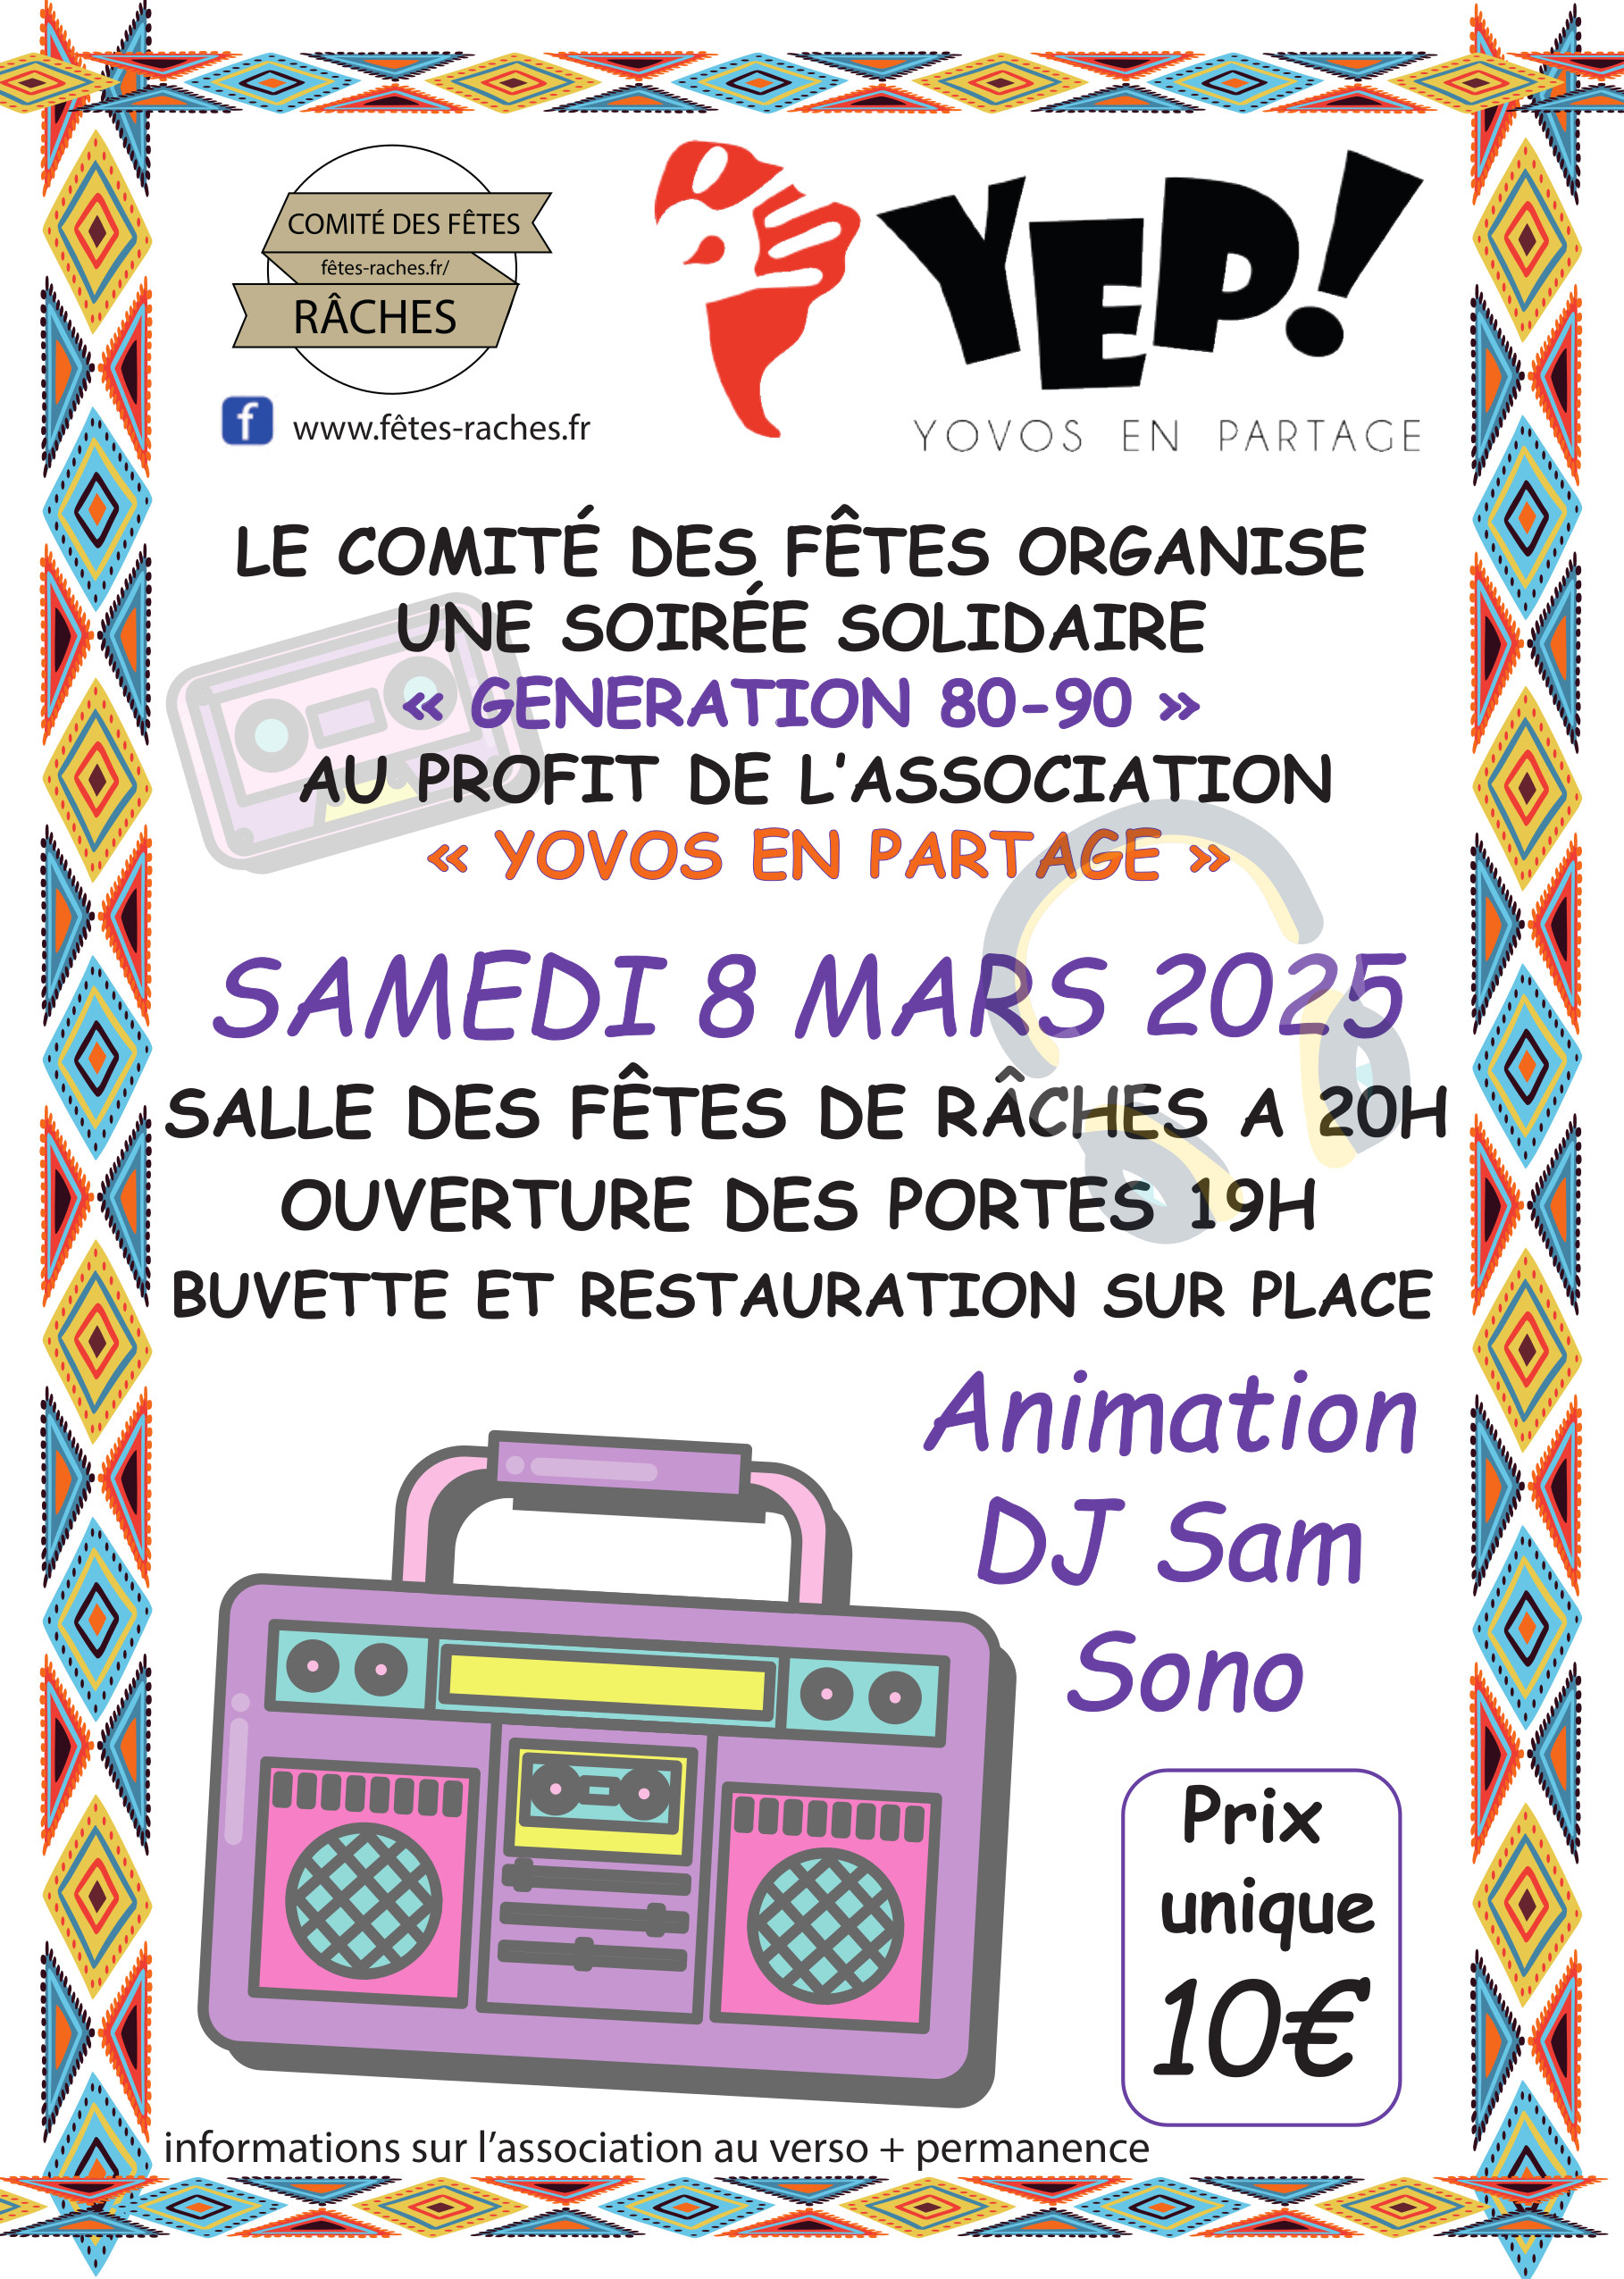 COMITÉ DES FÊTES
fêtes-raches.fr/
RÂCHES
f
www.fêtes-raches.fr
YEP!
YOVOS EN PARTAGE
LE COMITÉ DES FÊTES ORGANISE
UNE SOIRÉE SOLIDAIRE
« GENERATION 80-90 »
AU PROFIT DE L'ASSOCIATION
« YOVOS EN PARTAGE »
SAMEDI 8 MARS 2025
SALLE DES FÊTES DE RÂCHES A 20H
OUVERTURE DES PORTES 19H
BUVETTE ET RESTAURATION SUR PLACE
Animation
DJ Sam
Sono
Prix
unique
10€
informations sur l'association au verso + permanence